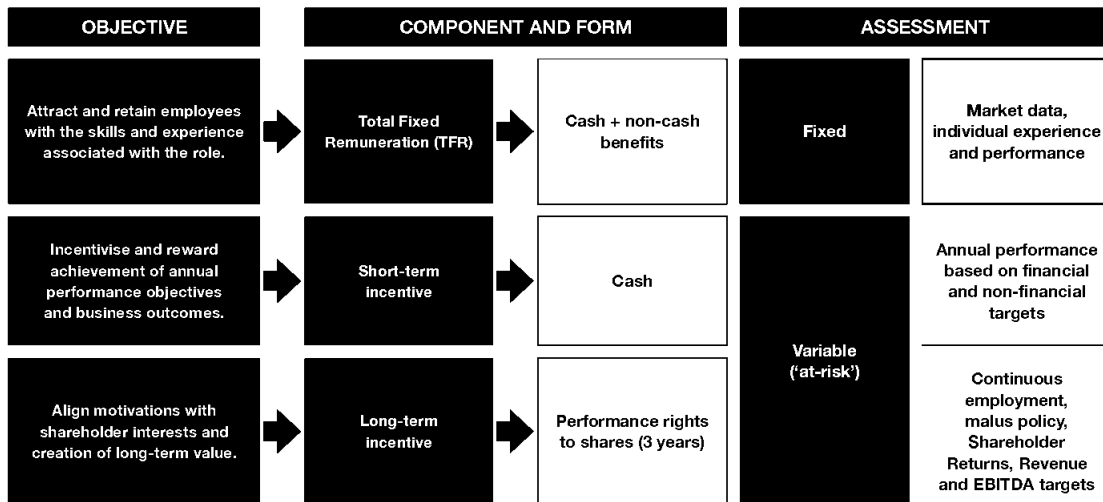 OBJECTIVE
COMPONENT AND FORM
ASSESSMENT
Attract and retain employees
with the skills and experience
associated with the role.
Total Fixed
Remuneration (TFR)
Cash + non-cash
benefits
Fixed
Market data,
individual experience
and performance
Incentivise and reward
achievement of annual
performance objectives
and business outcomes.
Short-term
incentive
Cash
Variable
(‘at-risk’)
Annual performance
based on financial
and non-financial
targets
Align motivations with
shareholder interests and
creation of long-term value.
Long-term
incentive
Performance rights
to shares (3 years)
Continuous
employment,
malus policy,
Shareholder
Returns, Revenue
and EBITDA targets